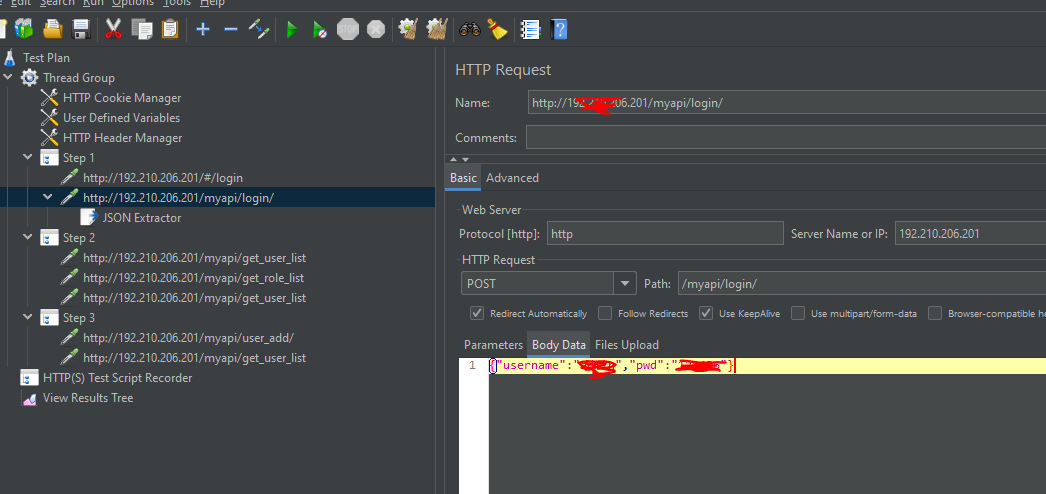 Edit Search Run Options Tools Help
Test Plan
Thread Group
HTTP Cookie Manager
User Defined Variables
HTTP Header Manager
Step 1
http://192.210.206.201/#/login
http://192.210.206.201/myapi/login/
JSON Extractor
Step 2
http://192.210.206.201/myapi/get_user_list
http://192.210.206.201/myapi/get_role_list
http://192.210.206.201/myapi/get_user_list
Step 3
http://192.210.206.201/myapi/user_add/
http://192.210.206.201/myapi/get_user_list
HTTP(S) Test Script Recorder
View Results Tree
HTTP Request
Name: http://19 .206.201/myapi/login/
Comments:
Basic Advanced
Web Server
Protocol [http]: http Server Name or IP: 192.210.206.201
HTTP Request
POST Path: /myapi/login/
Redirect Automatically Follow Redirects Use KeepAlive Use multipart/form-data Browser-compatible
Parameters Body Data Files Upload
1 {"username":" ","pwd":" "}